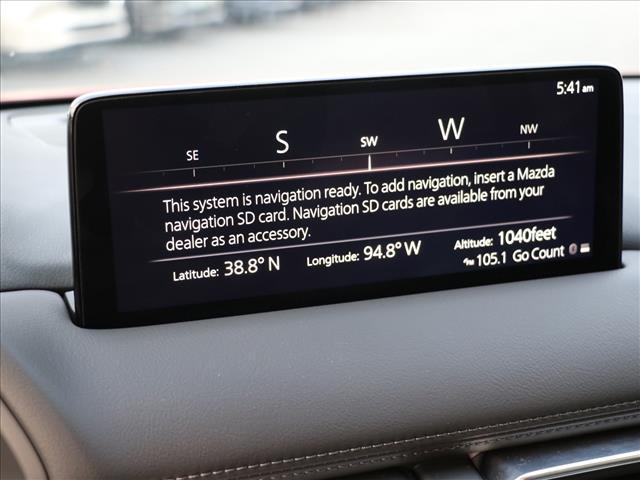 5:41am
SE S SW W NW
This system is navigation ready. To add navigation, insert a Mazda
navigation SD card. Navigation SD cards are available from your
dealer as an accessory.
Latitude: 38.8° N Longitude: 94.8° W Altitude: 1040feet
105.1 Go Count